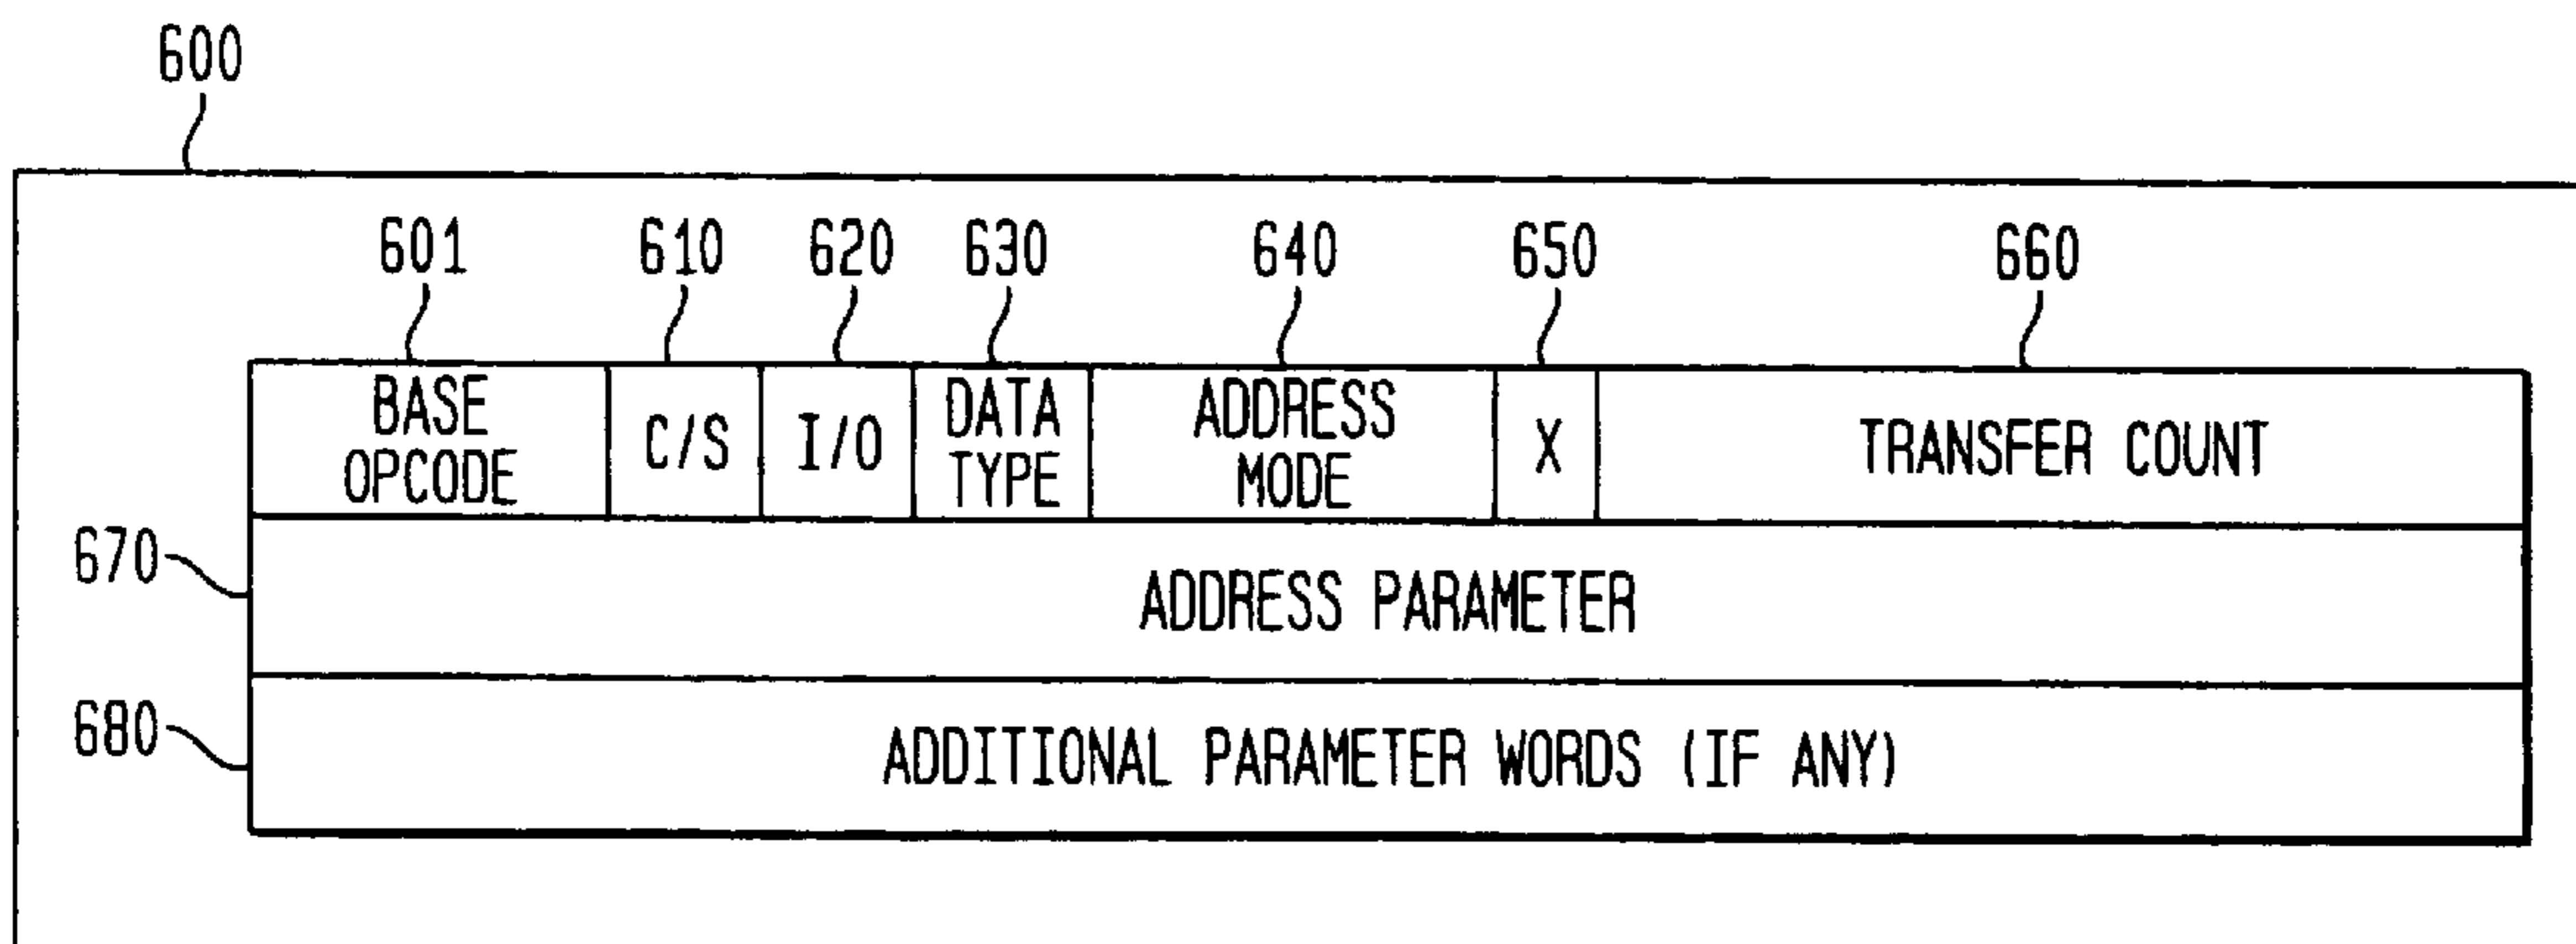 600
601 610 620 630 640 650 660
BASE OPCODE C/S I/O DATA TYPE ADDRESS MODE X TRANSFER COUNT
670 ADDRESS PARAMETER
680 ADDITIONAL PARAMETER WORDS (IF ANY)